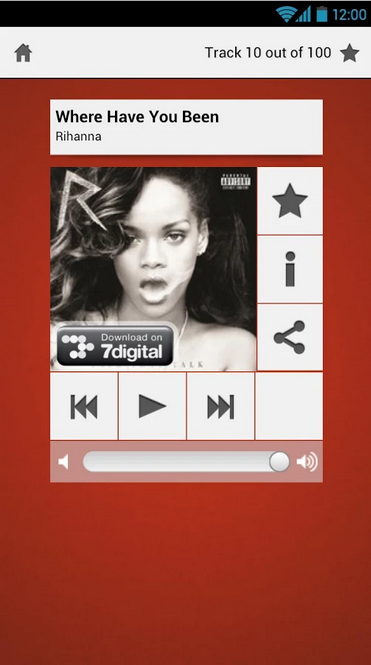 12:00
Track 10 out of 100
Where Have You Been
Rihanna
PARENTAL
ADVISORY
EXPLICIT CONTENT
R
Download on
7digital
TALK